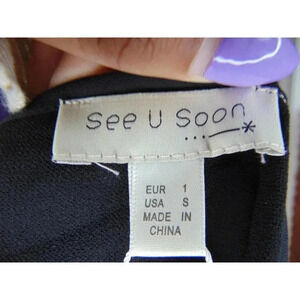 See U Soon
...—*
EUR 1
USA S
MADE IN
CHINA